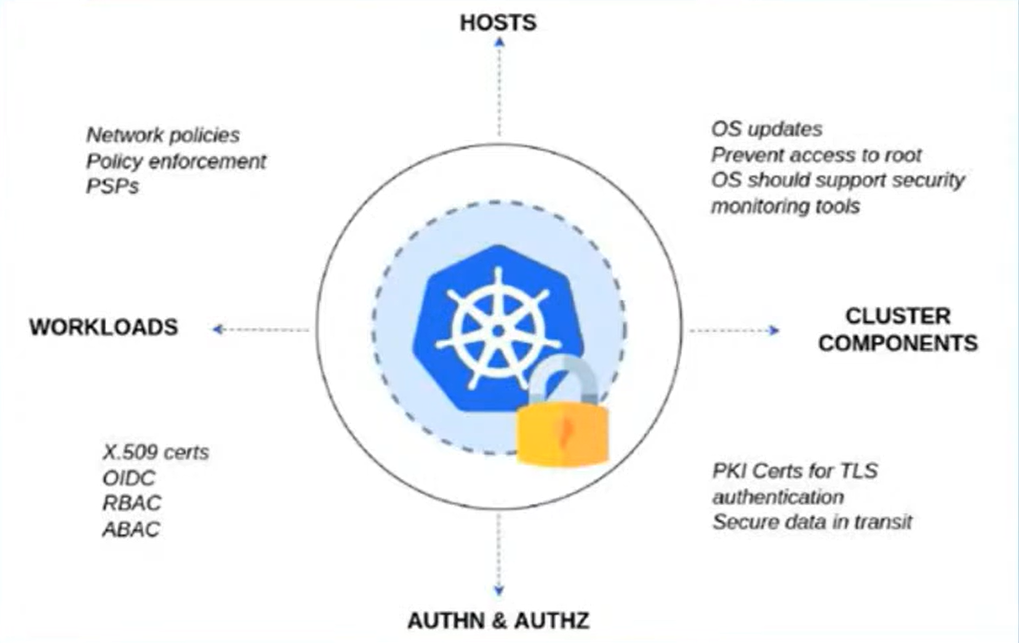 HOSTS
Network policies
Policy enforcement
PSPs
OS updates
Prevent access to root
OS should support security
monitoring tools
WORKLOADS
CLUSTER
COMPONENTS
X.509 certs
OIDC
RBAC
ABAC
PKI Certs for TLS
authentication
Secure data in transit
AUTHN & AUTHZ